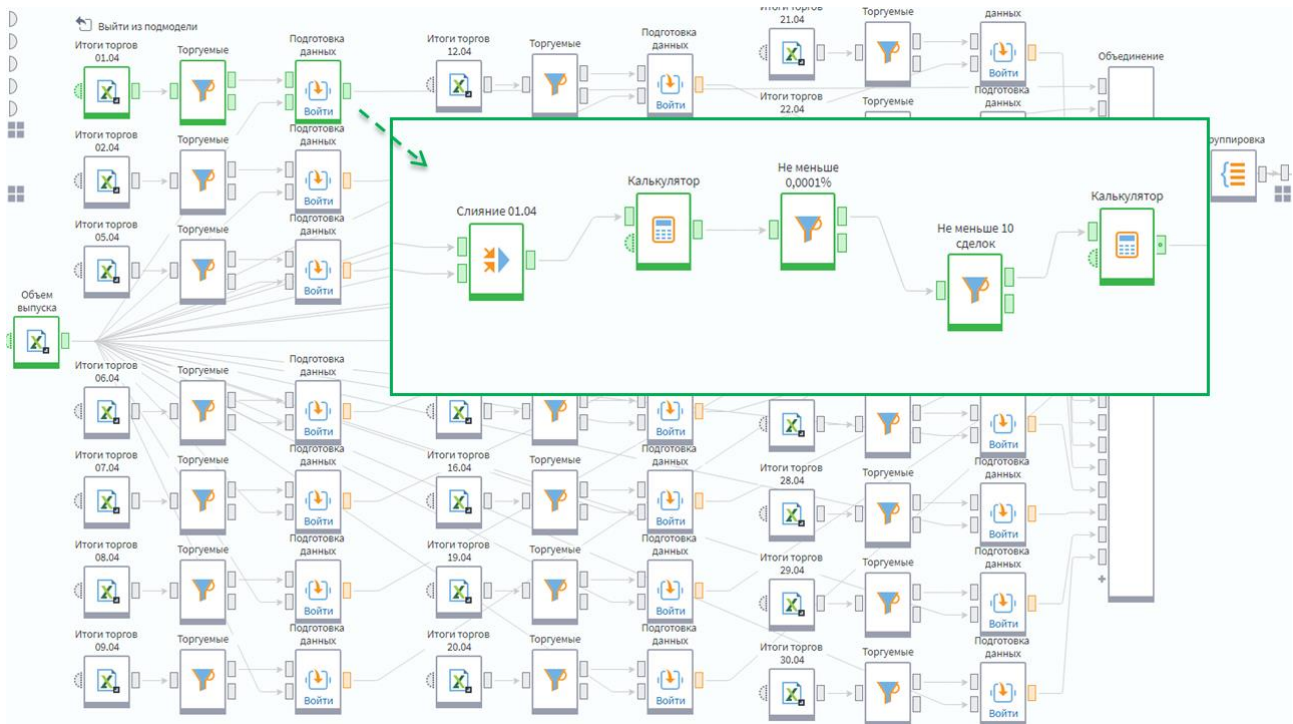 Выйти из подмодели
Итоги торгов
01.04
Торгуемые
Подготовка
данных
Войти
Итоги торгов
12.04
Торгуемые
Подготовка
данных
Войти
21.04
Торгуемые
данных
Войти
Объединение
Итоги торгов
02.04
Торгуемые
Подготовка
данных
Войти
Итоги торгов
22.04
Торгуемые
Подготовка
данных
руппировка
Итоги торгов
05.04
Торгуемые
Подготовка
данных
Войти
Слияние 01.04
Калькулятор
Не меньше
0,0001%
Не меньше 10
сделок
Калькулятор
Объем
выпуска
Итоги торгов
06.04
Торгуемые
Подготовка
данных
Войти
Войти
Войти
Итоги торгов
07.04
Торгуемые
Подготовка
данных
Войти
Итоги торгов
16.04
Торгуемые
Подготовка
данных
Войти
Итоги торгов
28.04
Торгуемые
Подготовка
данных
Войти
Итоги торгов
08.04
Торгуемые
Подготовка
данных
Войти
Итоги торгов
19.04
Торгуемые
Подготовка
данных
Войти
Итоги торгов
29.04
Торгуемые
Подготовка
данных
Войти
Итоги торгов
09.04
Торгуемые
Подготовка
данных
Войти
Итоги торгов
20.04
Торгуемые
Подготовка
данных
Войти
Итоги торгов
30.04
Торгуемые
Подготовка
данных
Войти